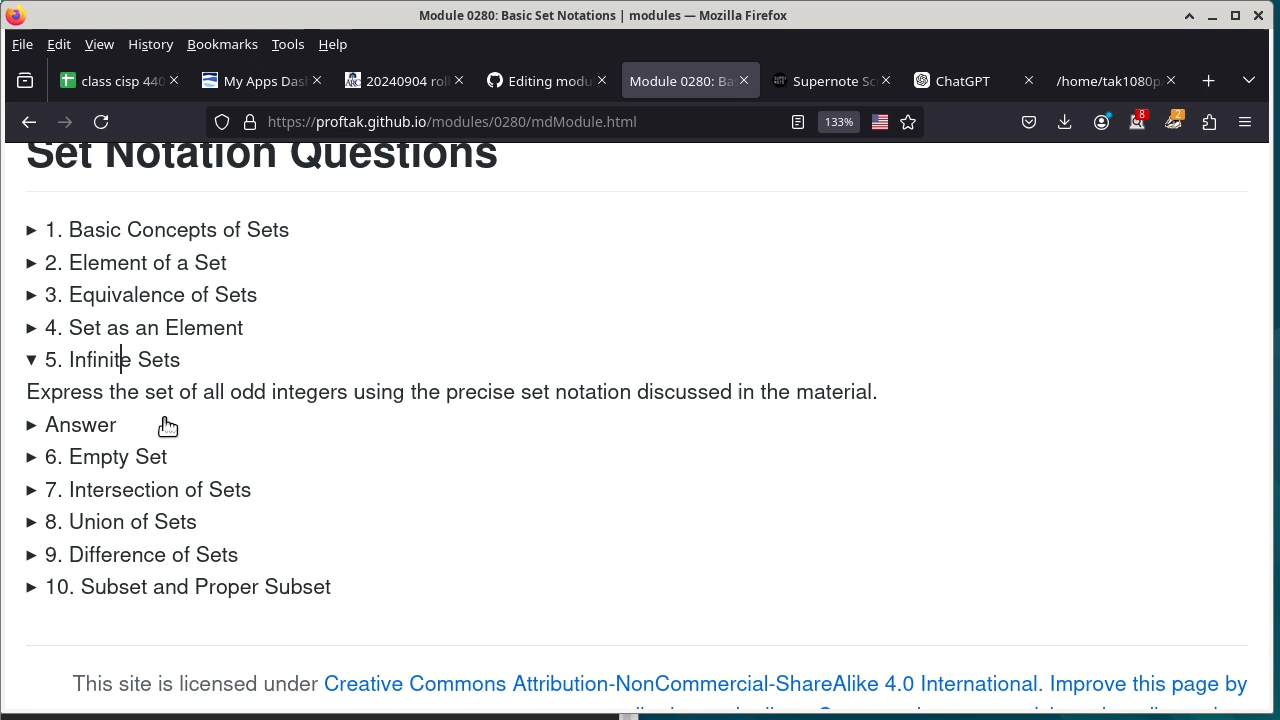 Module 0280: Basic Set Notations | modules — Mozilla Firefox
File Edit View History Bookmarks Tools Help
class cisp 440 My Apps Das 20240904 roll Editing modu Module 0280: Ba Supernote Sc ChatGPT /home/tak1080p
https://proftak.github.io/modules/0280/mdModule.html 133% 8 2
Set Notation Questions
1. Basic Concepts of Sets
2. Element of a Set
3. Equivalence of Sets
4. Set as an Element
5. Infinite Sets
Express the set of all odd integers using the precise set notation discussed in the material.
Answer
6. Empty Set
7. Intersection of Sets
8. Union of Sets
9. Difference of Sets
10. Subset and Proper Subset
This site is licensed under Creative Commons Attribution-NonCommercial-ShareAlike 4.0 International. Improve this page by